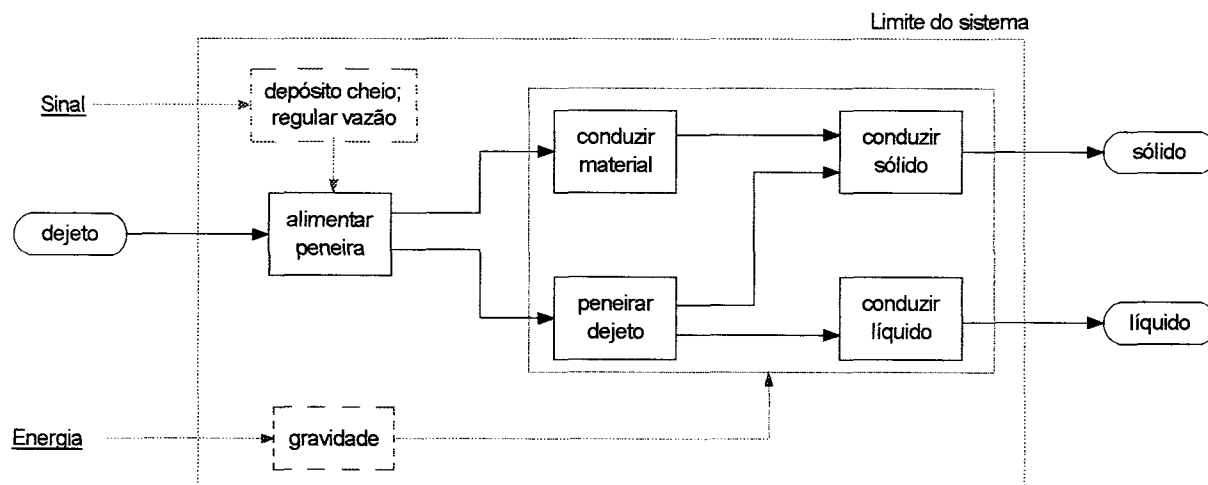 Limite do sistema
Sinal
depósito cheio;
regular vazão
conduzir
material
conduzir
sólido
sólido
dejeto
alimentar
peneira
peneirar
dejeto
conduzir
líquido
líquido
Energia
gravidade